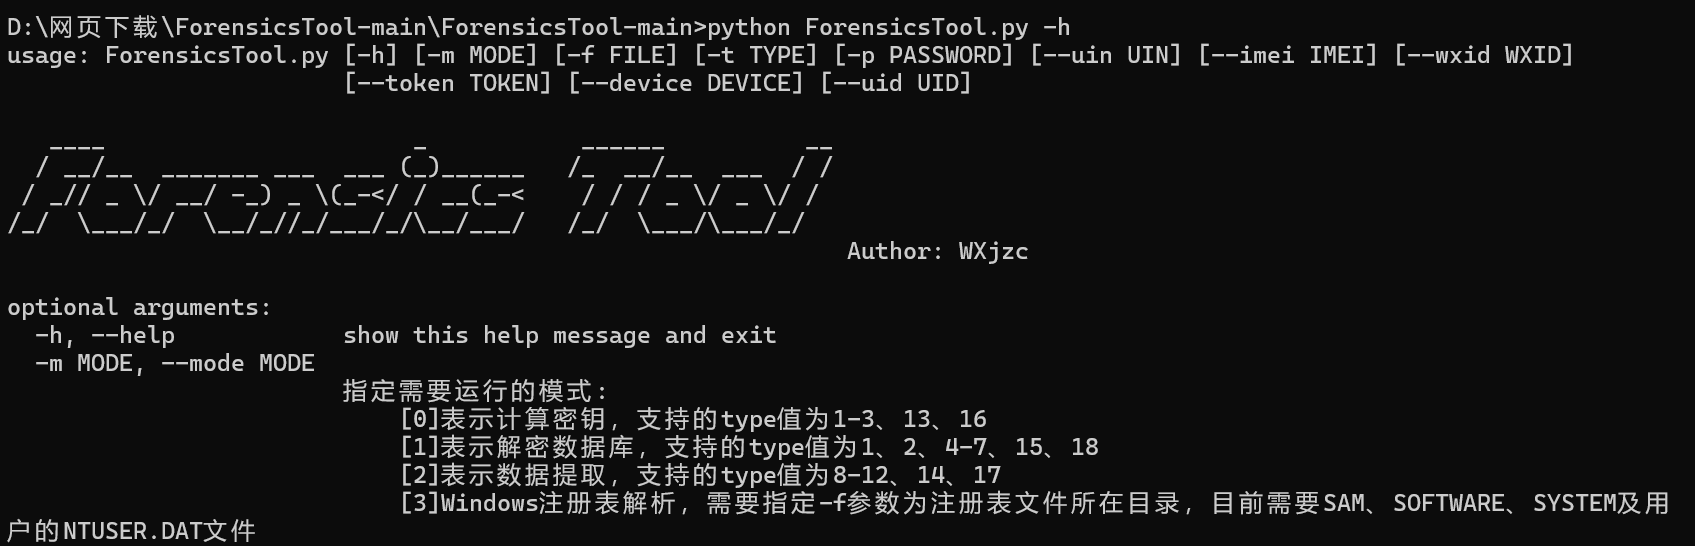 D:\网页下载\ForensicsTool-main\ForensicsTool-main>python ForensicsTool.py -h
usage: ForensicsTool.py [-h] [-m MODE] [-f FILE] [-t TYPE] [-p PASSWORD] [--uin UIN] [--imei IMEI] [--wxid WXID]
[--token TOKEN] [--device DEVICE] [--uid UID]
Forensics Tool
Author: WXjzc
optional arguments:
-h, --help show this help message and exit
-m MODE, --mode MODE
指定需要运行的模式:
[0]表示计算密钥, 支持的type值为1-3、13、16
[1]表示解密数据库, 支持的type值为1、2、4-7、15、18
[2]表示数据提取, 支持的type值为8-12、14、17
[3]Windows注册表解析, 需要指定-f参数为注册表文件所在目录, 目前需要SAM、SOFTWARE、SYSTEM及用
户的NTUSER.DAT文件